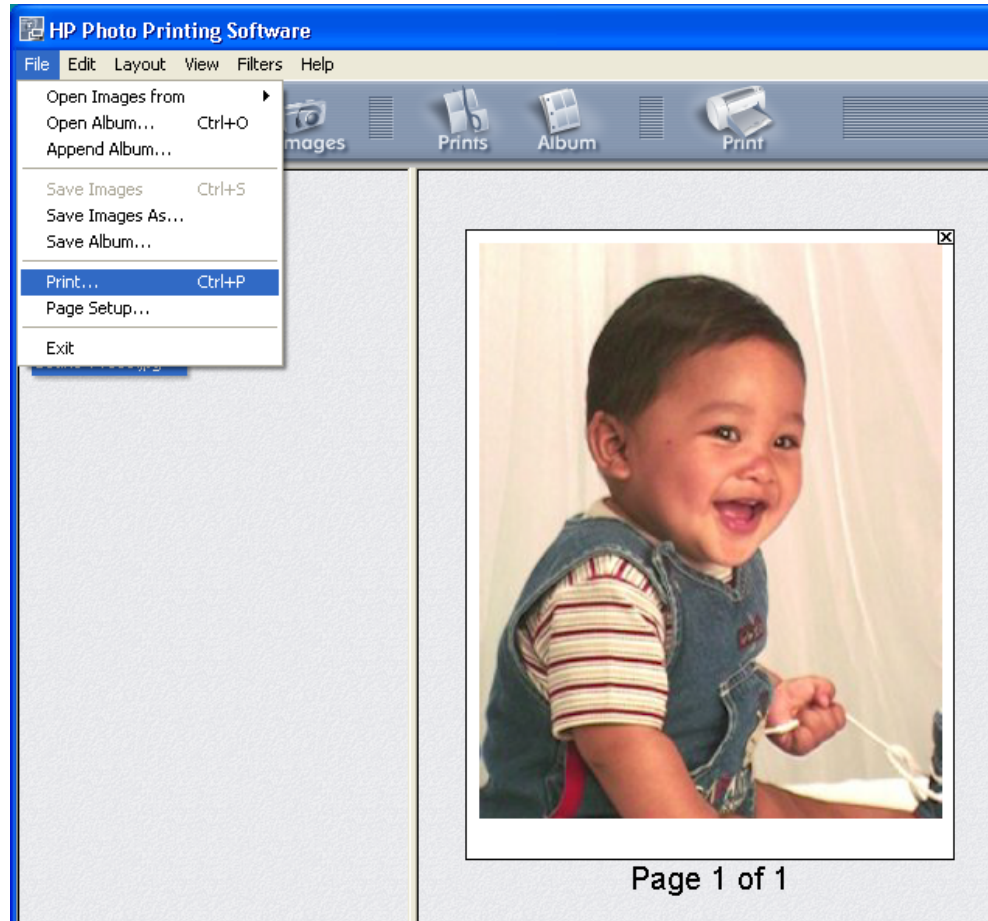 HP Photo Printing Software
File Edit Layout View Filters Help
Open Images from
Open Album... Ctrl+O
Append Album...
Save Images Ctrl+S
Save Images As...
Save Album...
Print... Ctrl+P
Page Setup...
Exit
mages
Prints
Album
Print
Page 1 of 1